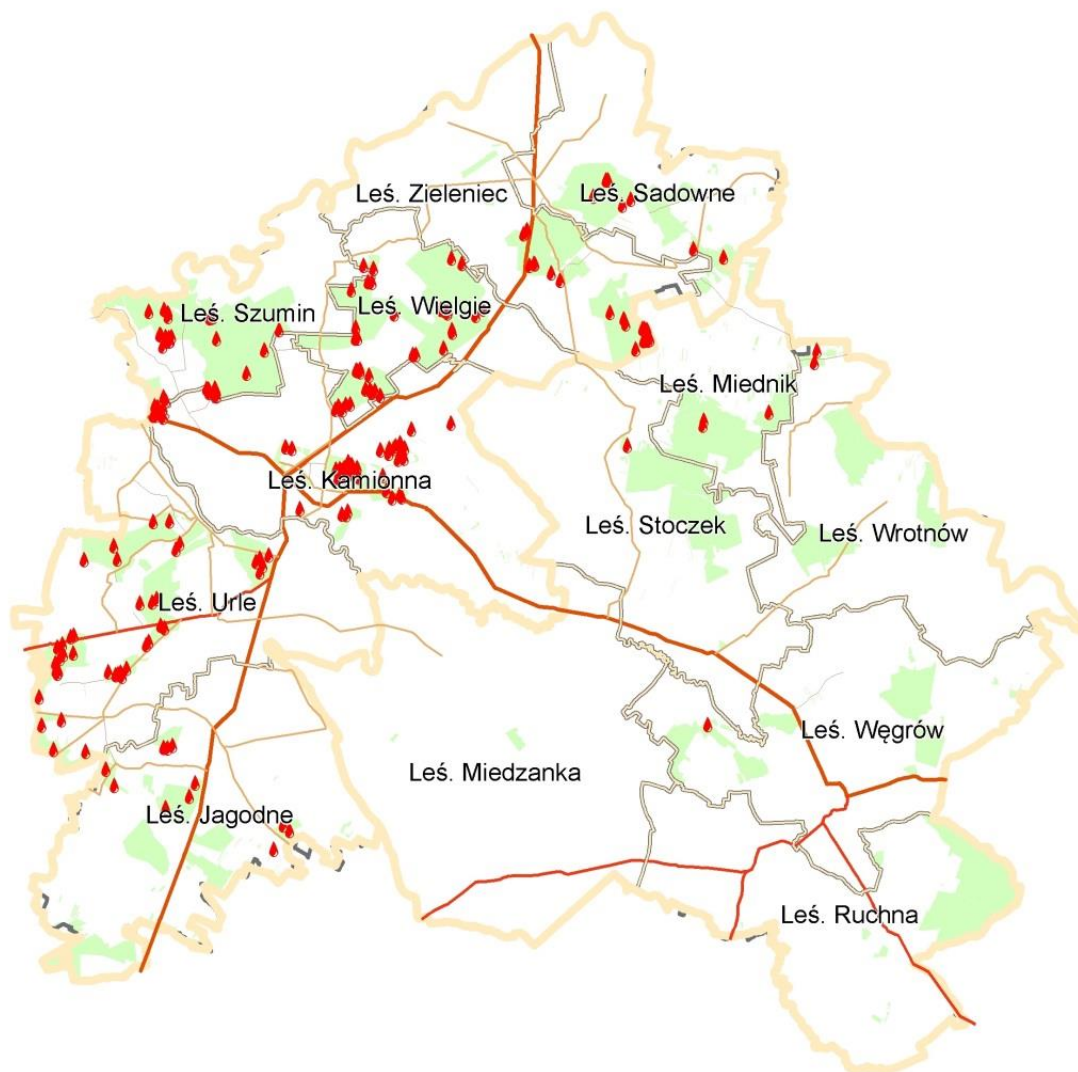 Leś. Zieleniec
Leś. Sadowne
Leś. Szumin
Leś. Wielgie
Leś. Miednik
Leś. Kamionna
Leś. Stoczek
Leś. Wrotnów
Leś. Urle
Leś. Węgrów
Leś. Miedzanka
Leś. Jagodne
Leś. Ruchna